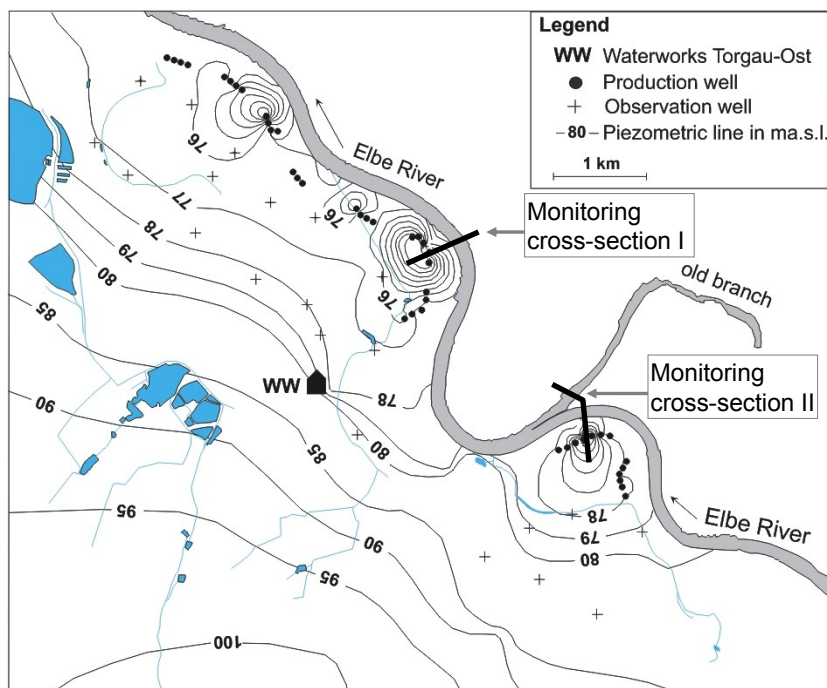 Legend
WW Waterworks Torgau-Ost
Production well
Observation well
-80- Piezometric line in ma.s.l.
1 km
76
Elbe River
77
78
79
80
76
Monitoring
cross-section I
old branch
85
76
WW
78
Monitoring
cross-section II
90
80
85
95
78
79
80
Elbe River
90
95
100